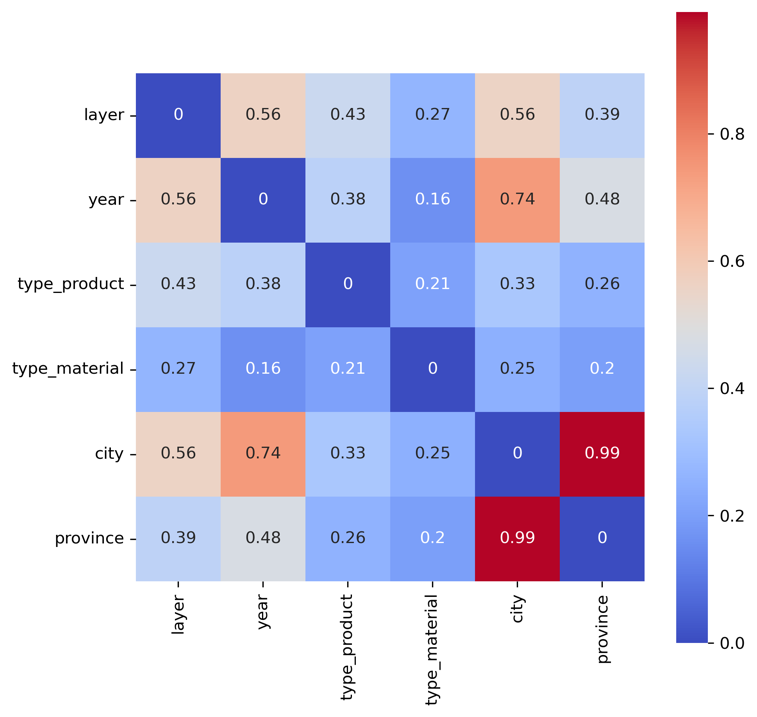 layer 0 0.56 0.43 0.27 0.56 0.39
year 0.56 0 0.38 0.16 0.74 0.48
type_product 0.43 0.38 0 0.21 0.33 0.26
type_material 0.27 0.16 0.21 0 0.25 0.2
city 0.56 0.74 0.33 0.25 0 0.99
province 0.39 0.48 0.26 0.2 0.99 0
layer year type_product type_material city province
0.8
0.6
0.4
0.2
0.0